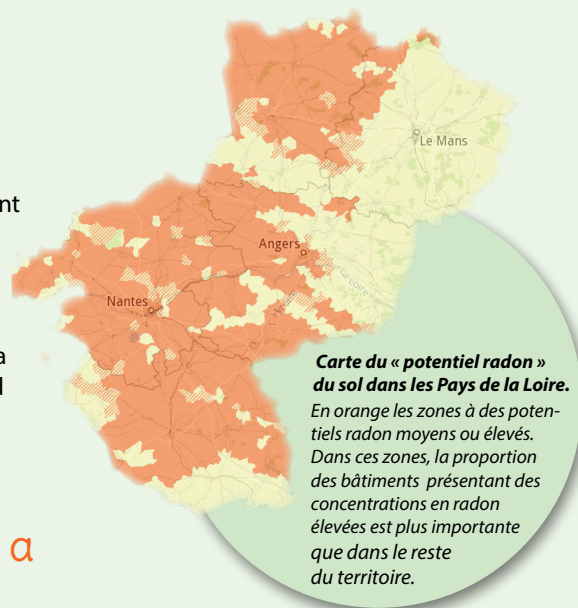 Le Mans
nt
Angers
La Loire
Nantes
a
d
Carte du « potentiel radon »
du sol dans les Pays de la Loire.
En orange les zones à des poten-
tiels radon moyens ou élevés.
Dans ces zones, la proportion
des bâtiments présentant des
concentrations en radon
élevées est plus importante
que dans le reste
du territoire.
a